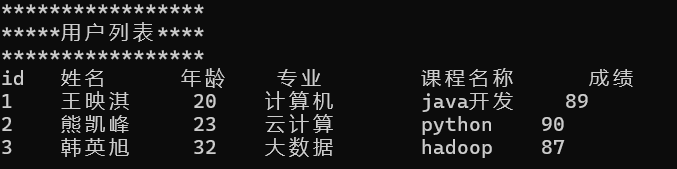 *****************
*****用户列表****
*****************
id 姓名 年龄 专业 课程名称 成绩
1 王映淇 20 计算机 java开发 89
2 熊凯峰 23 云计算 python 90
3 韩英旭 32 大数据 hadoop 87